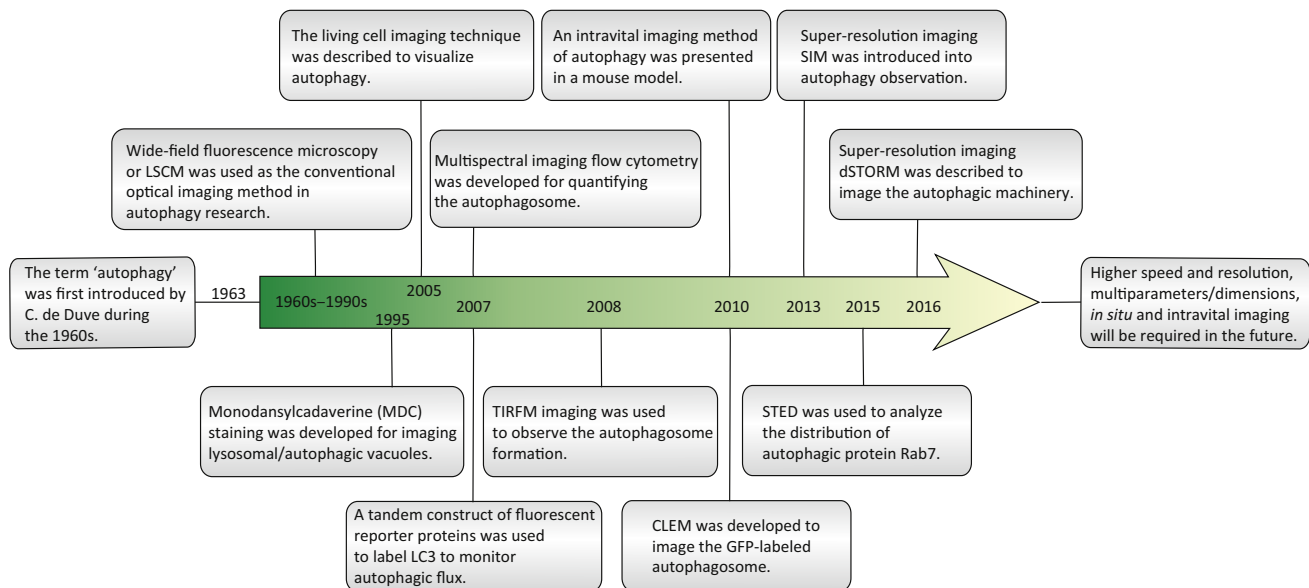 The living cell imaging technique
was described to visualize
autophagy.
An intravital imaging method
of autophagy was presented
in a mouse model.
Super-resolution imaging
SIM was introduced into
autophagy observation.
Wide-field fluorescence microscopy
or LSCM was used as the conventional
optical imaging method in
autophagy research.
Multispectral imaging flow cytometry
was developed for quantifying
the autophagosome.
Super-resolution imaging
dSTORM was described to
image the autophagic machinery.
The term ‘autophagy’
was first introduced by
C. de Duve during
the 1960s.
1963
1960s–1990s
1995
2005
2007
2008
2010
2013
2015
2016
Higher speed and resolution,
multiparameters/dimensions,
in situ and intravital imaging
will be required in the future.
Monodansylcadaverine (MDC)
staining was developed for imaging
lysosomal/autophagic vacuoles.
TIRFM imaging was used
to observe the autophagosome
formation.
STED was used to analyze
the distribution of
autophagic protein Rab7.
A tandem construct of fluorescent
reporter proteins was used
to label LC3 to monitor
autophagic flux.
CLEM was developed to
image the GFP-labeled
autophagosome.